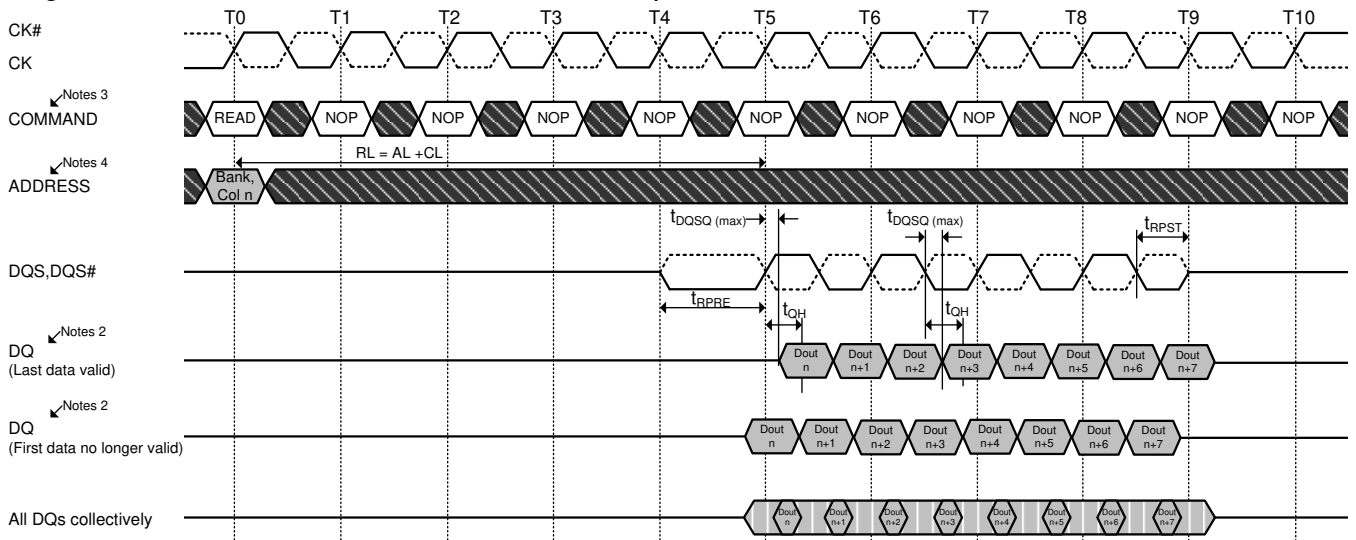 T0 T1 T2 T3 T4 T5 T6 T7 T8 T9 T10
CK#
CK
Notes 3
COMMAND READ NOP NOP NOP NOP NOP NOP NOP NOP NOP NOP
Notes 4
RL = AL +CL
ADDRESS Bank, Col n
tDQSQ (max) tDQSQ (max) tRPST
DQS,DQS#
tRPRE tQH tQH
Notes 2
DQ
(Last data valid)
Dout n Dout n+1 Dout n+2 Dout n+3 Dout n+4 Dout n+5 Dout n+6 Dout n+7
Notes 2
DQ
(First data no longer valid)
Dout n Dout n+1 Dout n+2 Dout n+3 Dout n+4 Dout n+5 Dout n+6 Dout n+7
All DQs collectively
Dout n Dout n+1 Dout n+2 Dout n+3 Dout n+4 Dout n+5 Dout n+6 Dout n+7